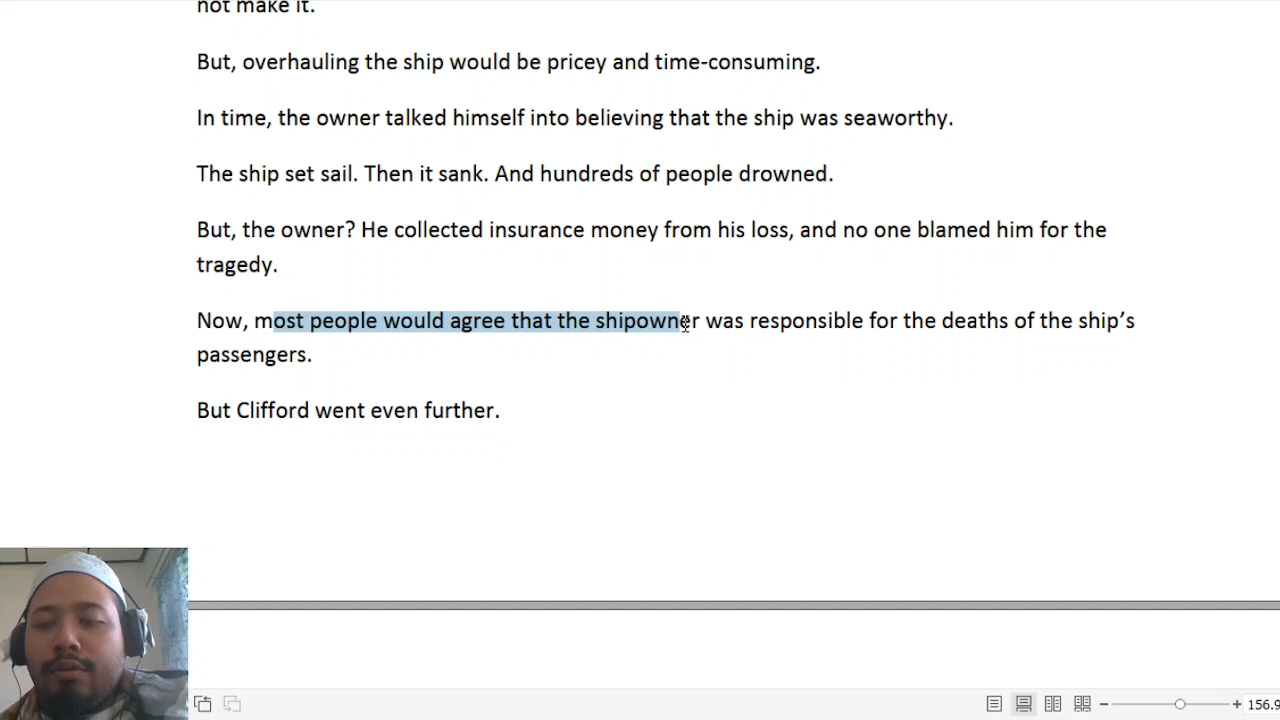 not make it.
But, overhauling the ship would be pricey and time-consuming.
In time, the owner talked himself into believing that the ship was seaworthy.
The ship set sail. Then it sank. And hundreds of people drowned.
But, the owner? He collected insurance money from his loss, and no one blamed him for the
tragedy.
Now, most people would agree that the shipowner was responsible for the deaths of the ship’s
passengers.
But Clifford went even further.
156.9